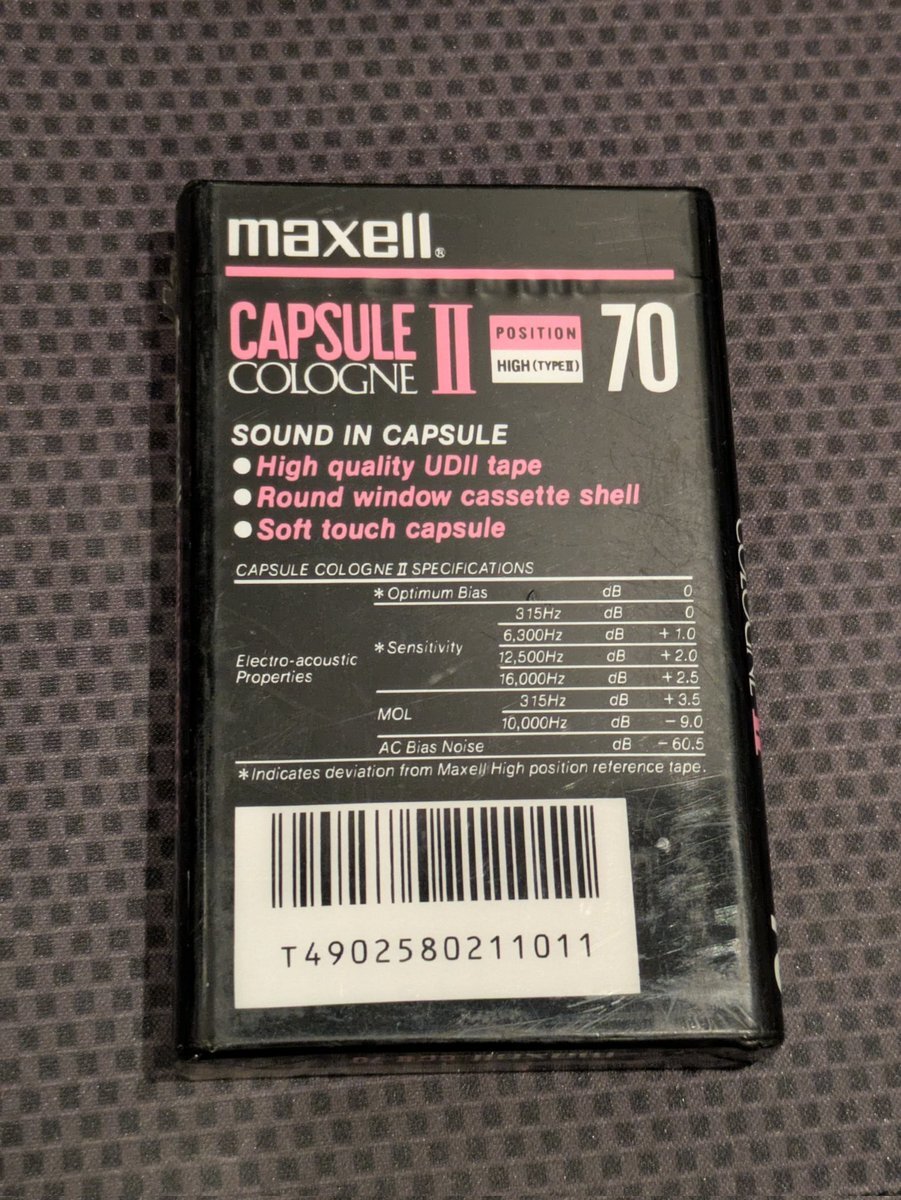 maxell®
CAPSULE
COLOGNE
II
POSITION
HIGH (TYPE II)
70
SOUND IN CAPSULE
● High quality UDII tape
● Round window cassette shell
● Soft touch capsule
CAPSULE COLOGNE II SPECIFICATIONS
Electro-acoustic
Properties
*Optimum Bias dB 0
*Sensitivity
315Hz dB 0
6,300Hz dB +1.0
12,500Hz dB +2.0
16,000Hz dB +2.5
MOL
315Hz dB +3.5
10,000Hz dB −9.0
AC Bias Noise dB −60.5
*Indicates deviation from Maxell High position reference tape.
T4902580211011